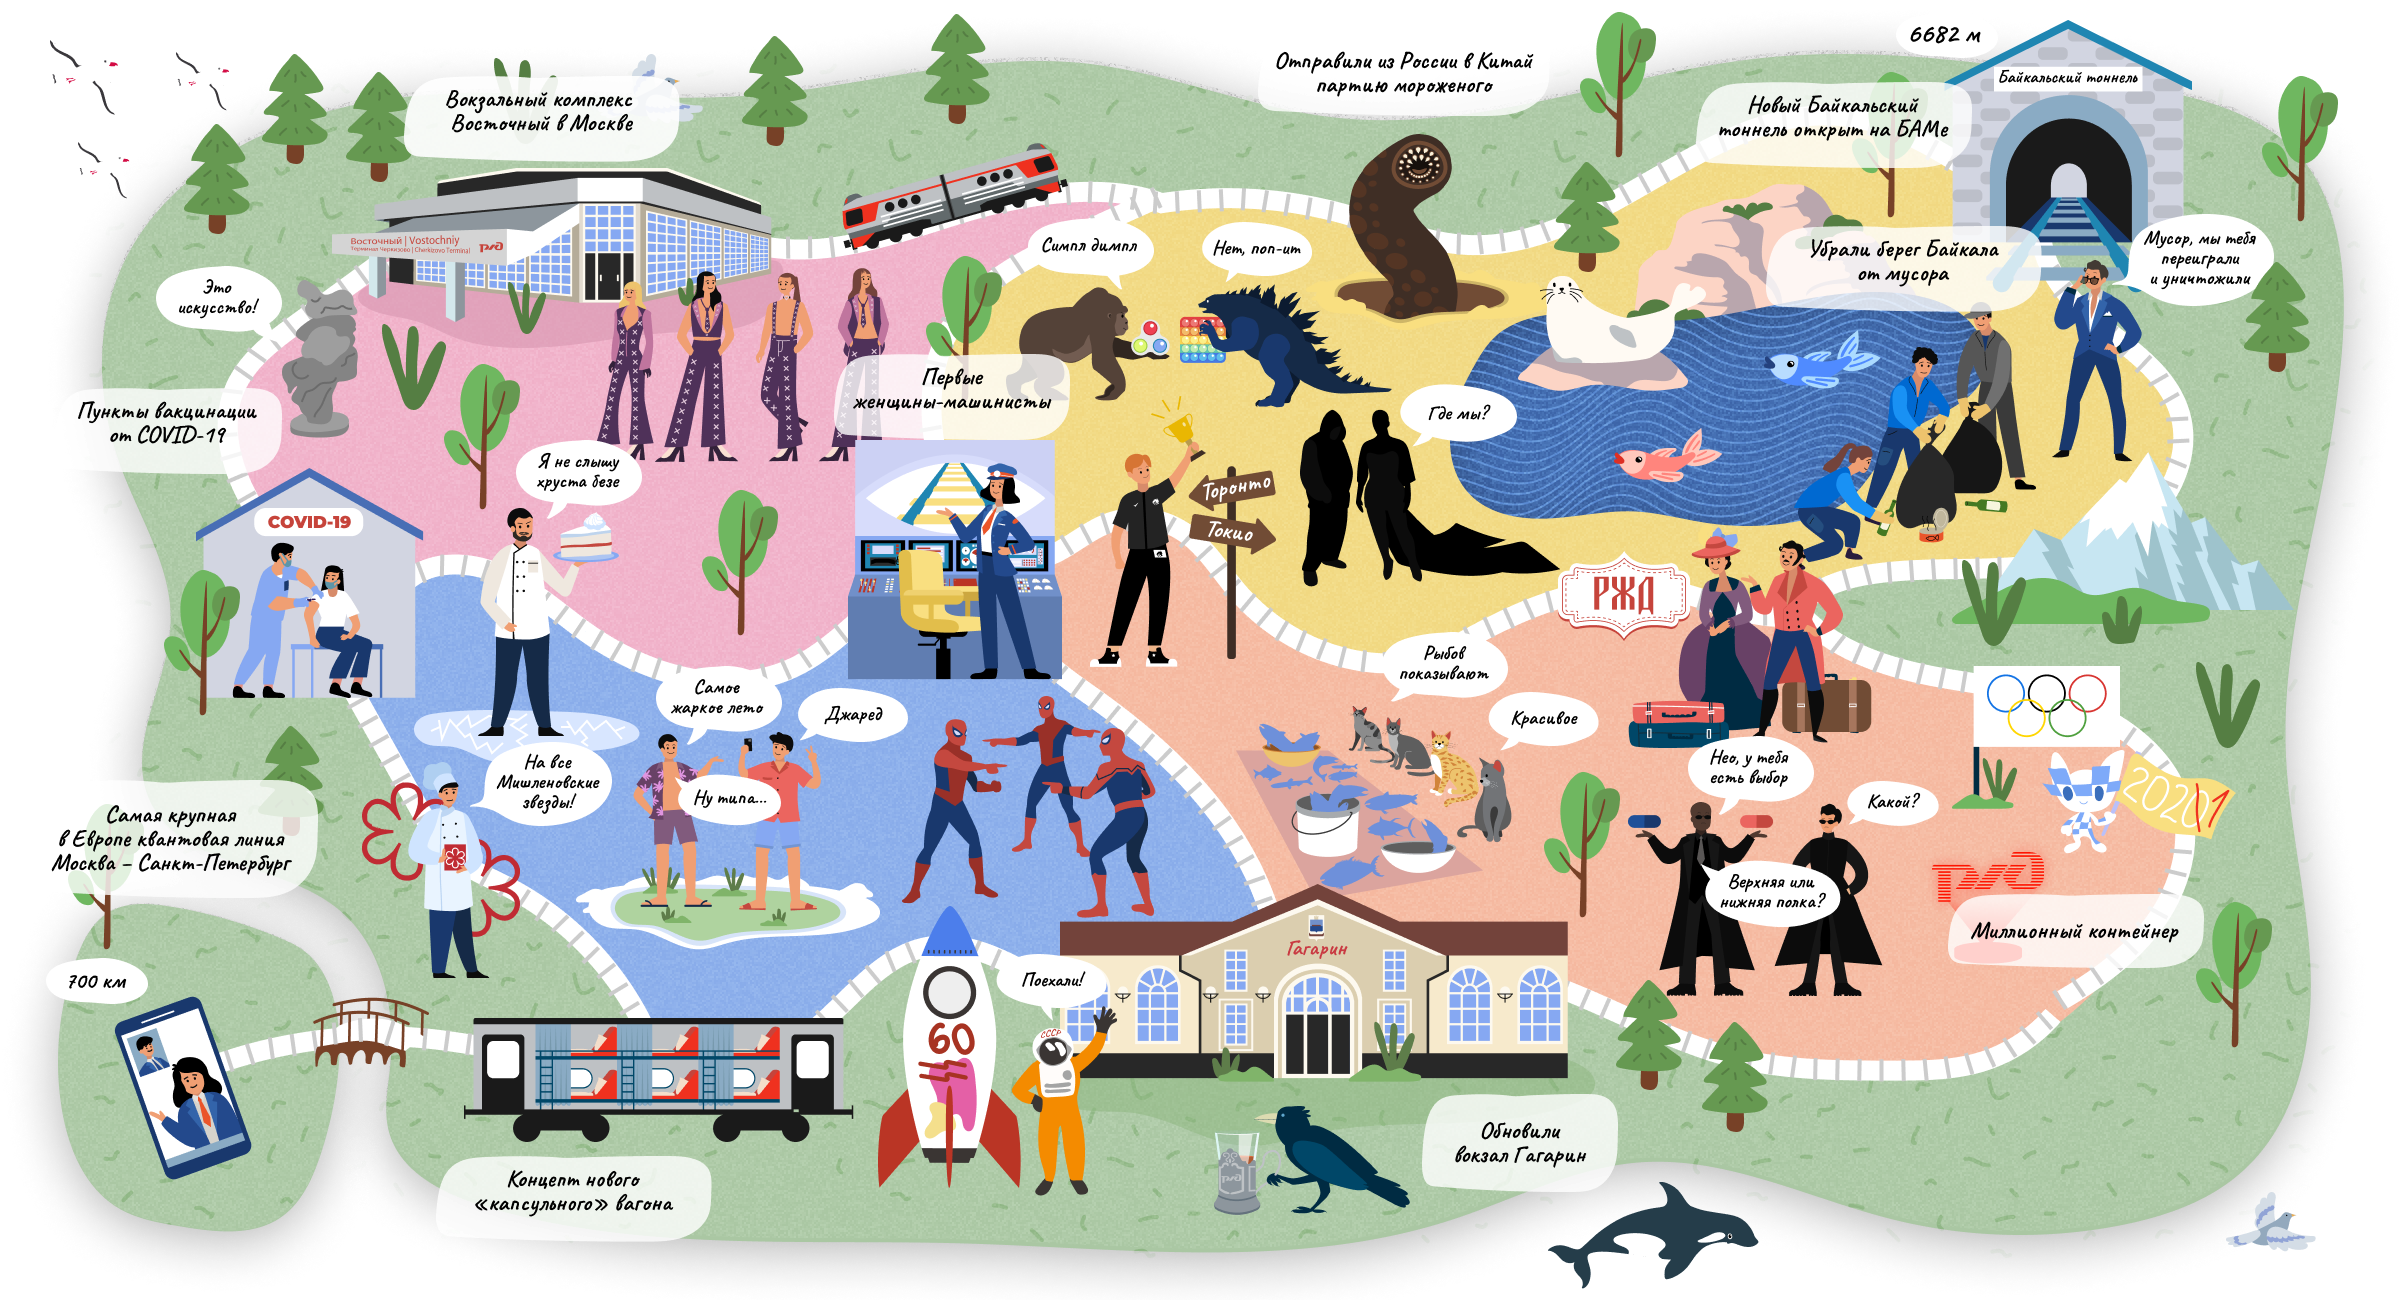 6682 м
Байкальский тоннель
Отправили из России в Китай
партию мороженого
Вокзальный комплекс
Восточный в Москве
Новый Байкальский
тоннель открыт на БАМе
Восточный | Vostochniy
Терминал Черкизово | Cherkizovo Terminal
ржд
Симпл димпл
Нет, поп-ит
Убрали берег Байкала
от мусора
Мусор, мы тебя
переиграли
и уничтожили
Это
искусство!
Пункты вакцинации
от COVID-19
Первые
женщины-машинисты
Где мы?
Я не слышу
хруста безе
COVID-19
Торонто
Токио
РЖД
Рыбов
показывают
Красивое
Самое
жаркое лето
Джаред
На все
Мишленовские
звезды!
Ну типа...
Нео, у тебя
есть выбор
Какой?
Верхняя или
нижняя полка?
2021
ржд
Миллионный контейнер
Самая крупная
в Европе квантовая линия
Москва – Санкт-Петербург
700 км
Гагарин
Поехали!
60
СССР
Обновили
вокзал Гагарин
ржд
Концепт нового
«капсульного» вагона